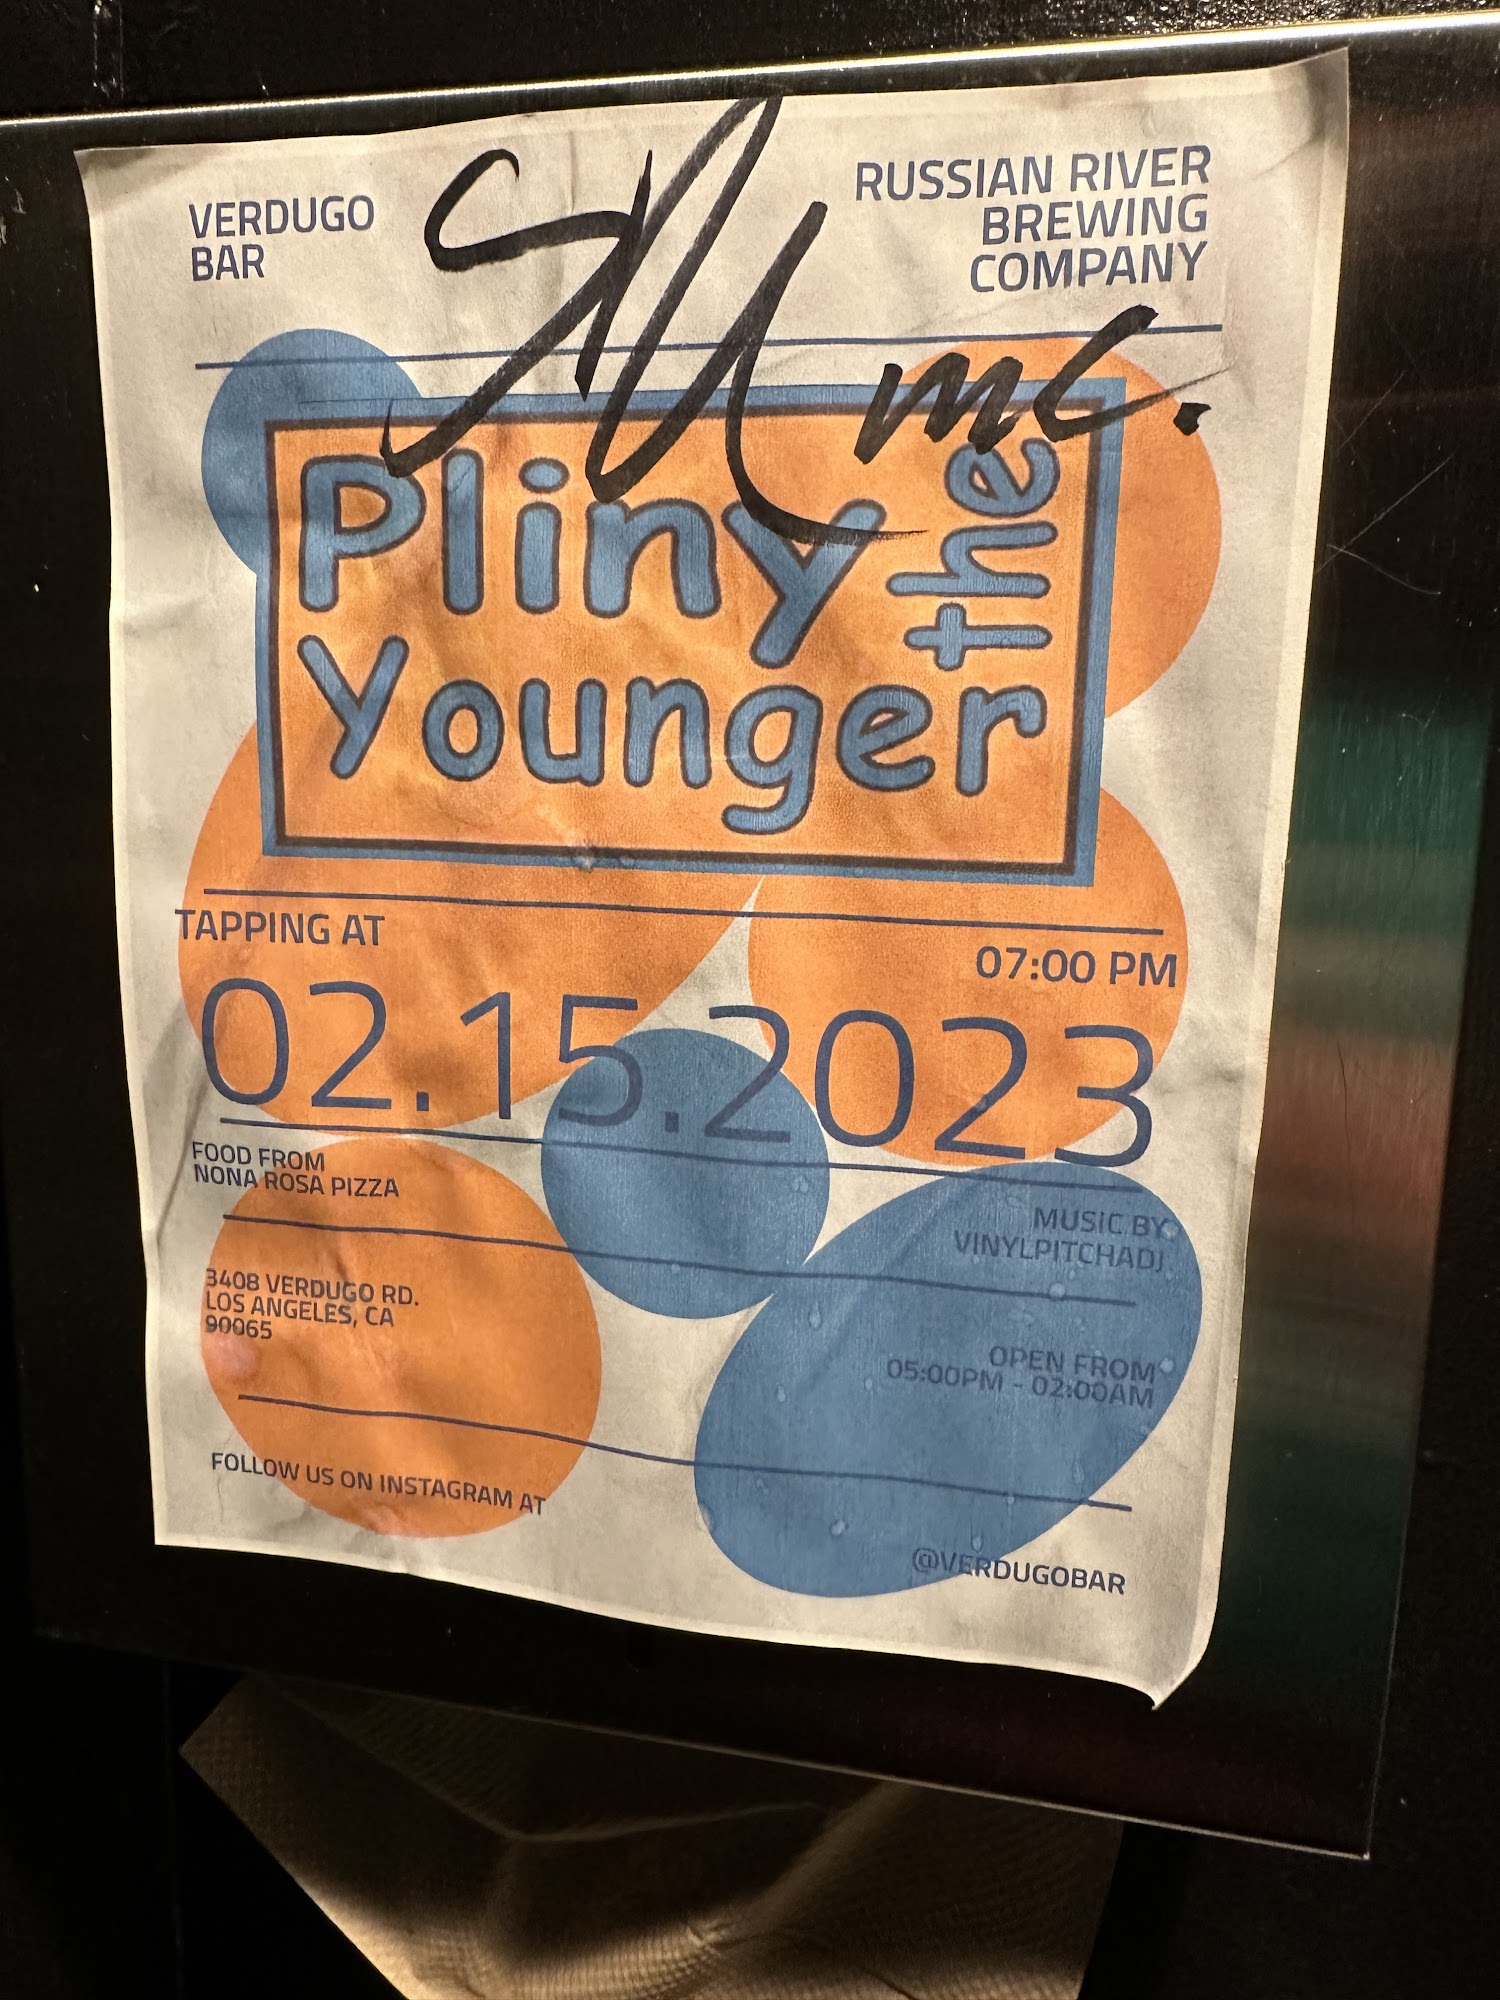 VERDUGO
BAR
RUSSIAN RIVER
BREWING
COMPANY
Pliny the
Younger
TAPPING AT
07:00 PM
02.15.2023
FOOD FROM
NONA ROSA PIZZA
MUSIC BY
VINYLPITCHADJ
3408 VERDUGO RD.
LOS ANGELES, CA
90065
OPEN FROM
05:00PM - 02:00AM
FOLLOW US ON INSTAGRAM AT
@VERDUGOBAR